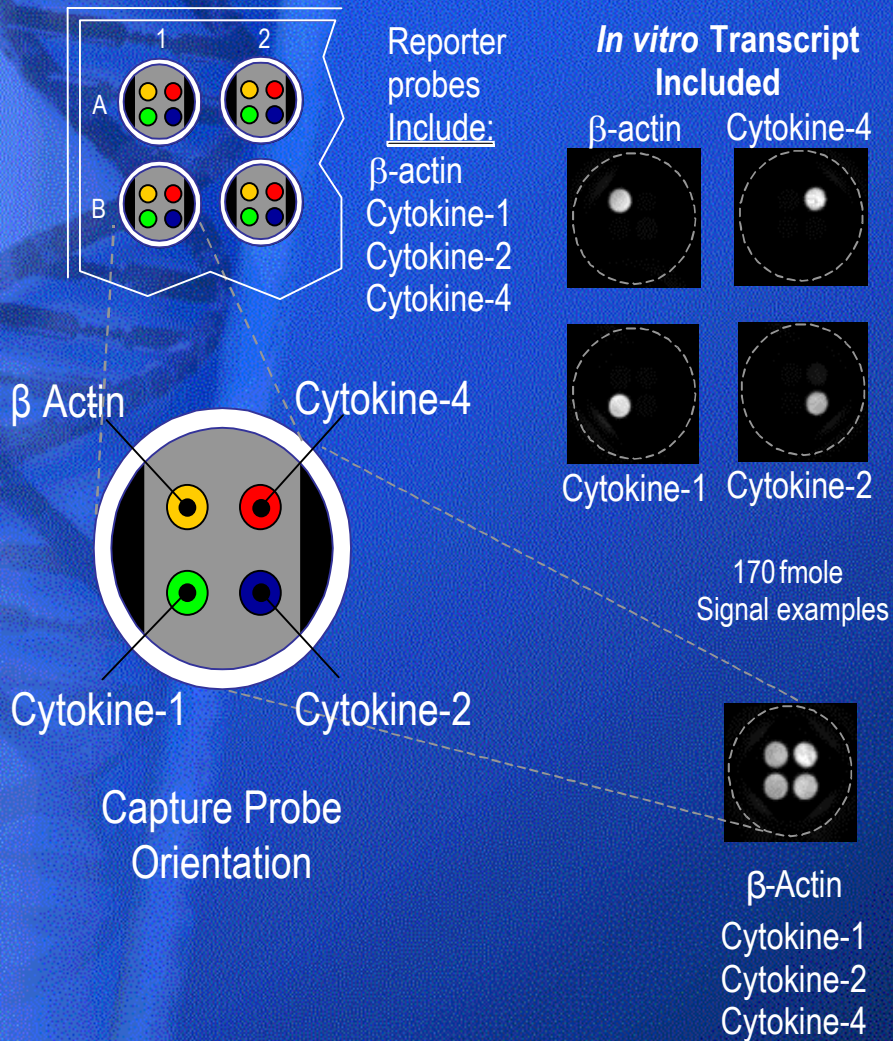 1 2
A
B
Reporter
probes
Include:
β-actin
Cytokine-1
Cytokine-2
Cytokine-4
In vitro Transcript
Included
β-actin Cytokine-4
Cytokine-1 Cytokine-2
170 fmole
Signal examples
β Actin Cytokine-4
Cytokine-1 Cytokine-2
Capture Probe
Orientation
β-Actin
Cytokine-1
Cytokine-2
Cytokine-4